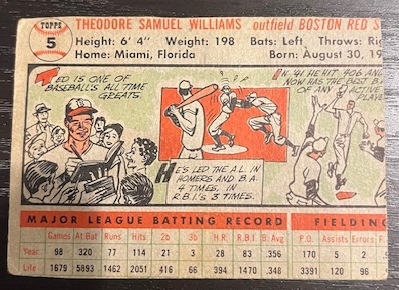 TOPPS
5
THEODORE SAMUEL WILLIAMS outfield BOSTON RED S
Height: 6' 4" Weight: 198 Bats: Left Throws: Ri
Home: Miami, Florida Born: August 30, 19
TED IS ONE OF
BASEBALL'S ALL TIME
GREATS.
HE'S LED THE A.L. IN
HOMERS AND B.A.
4 TIMES, IN
R.B.I.'S 3 TIMES.
IN '41 HE HIT .406 AND
NOW HAS THE BEST B.
OF ANY ACTIVE
PLAYER
MAJOR LEAGUE BATTING RECORD FIELDING
Games At Bat Runs Hits 2b 3b H.R. R.B.I. B.Avg. P.O. Assists Errors F
Year 98 320 77 114 21 3 28 83 356 170 5 2
Life 1679 5893 1462 2051 416 66 394 1470 348 3391 120 96